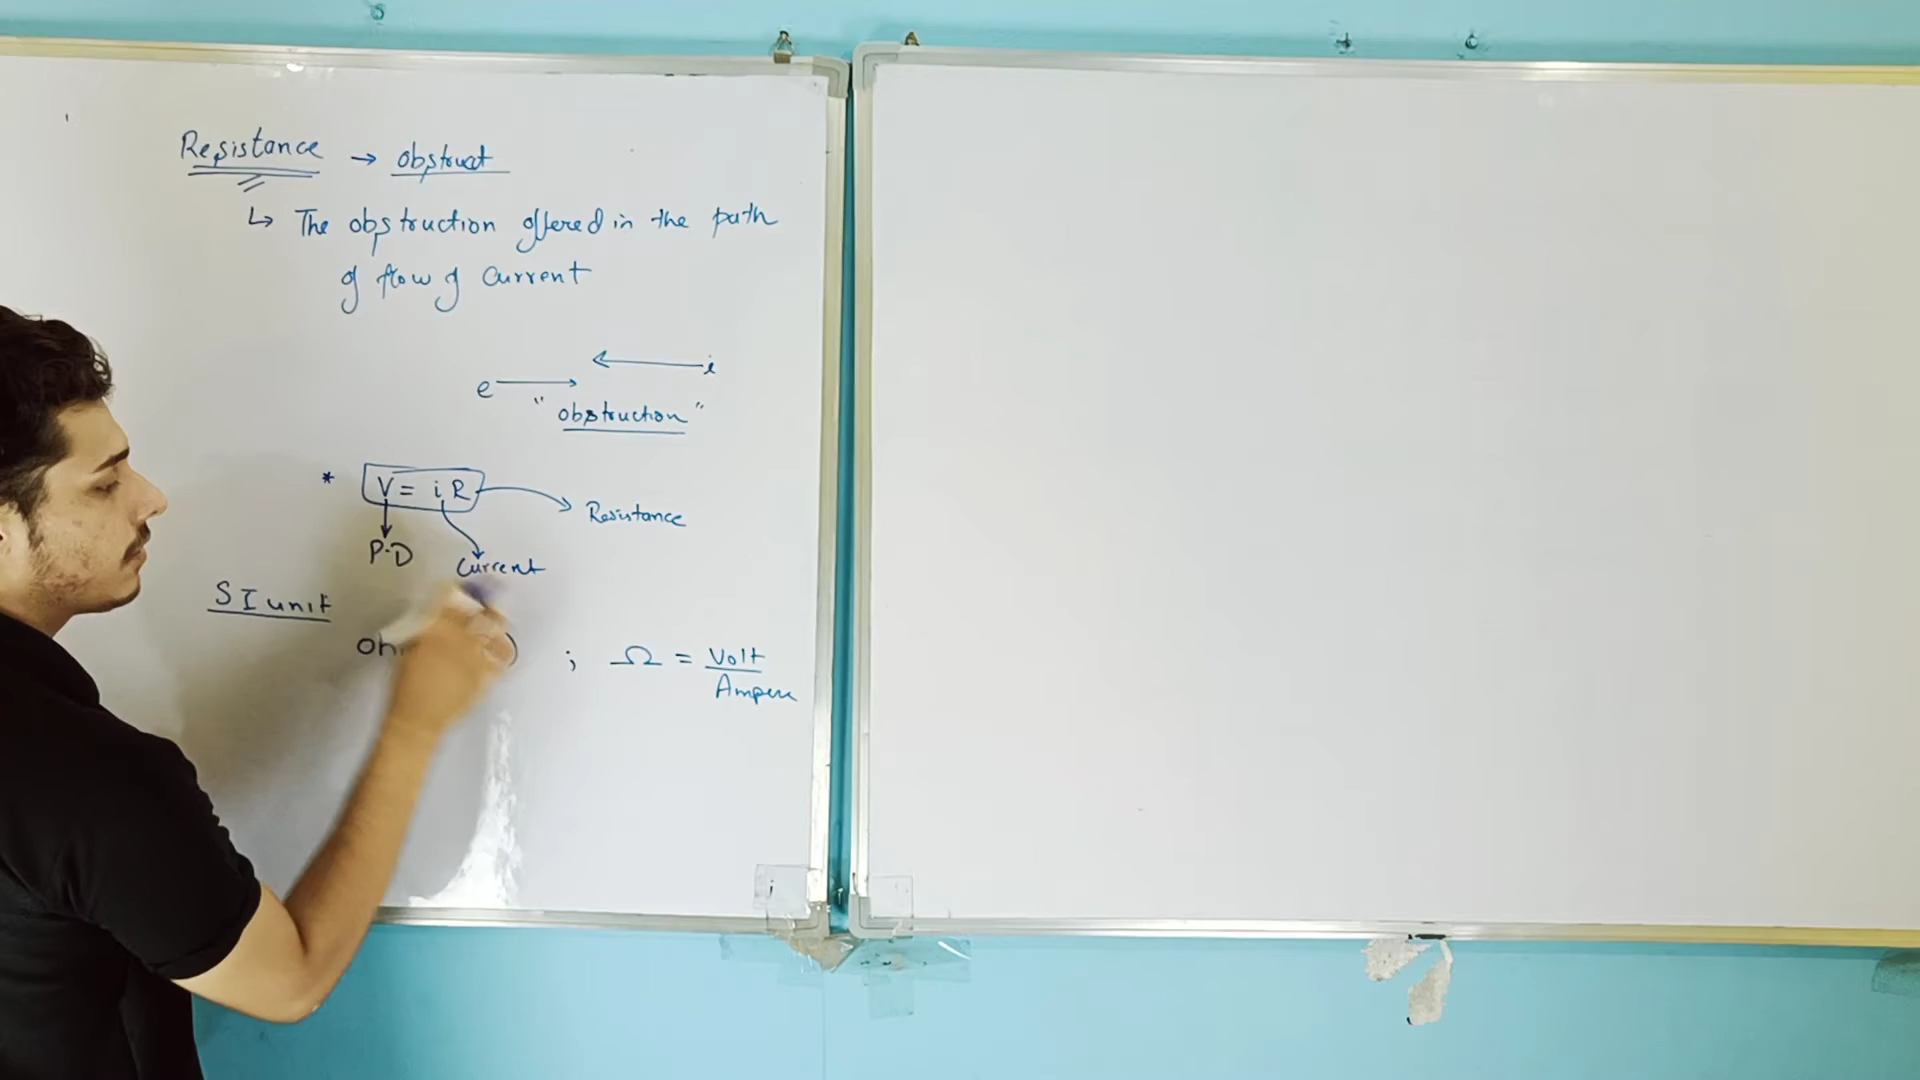 Resistance → obstruct
↳ The obstruction offered in the path
of flow of current
← i
e →
" obstruction "
* V = i R → Resistance
P.D
Current
SI unit
) ; Ω = Volt / Ampere